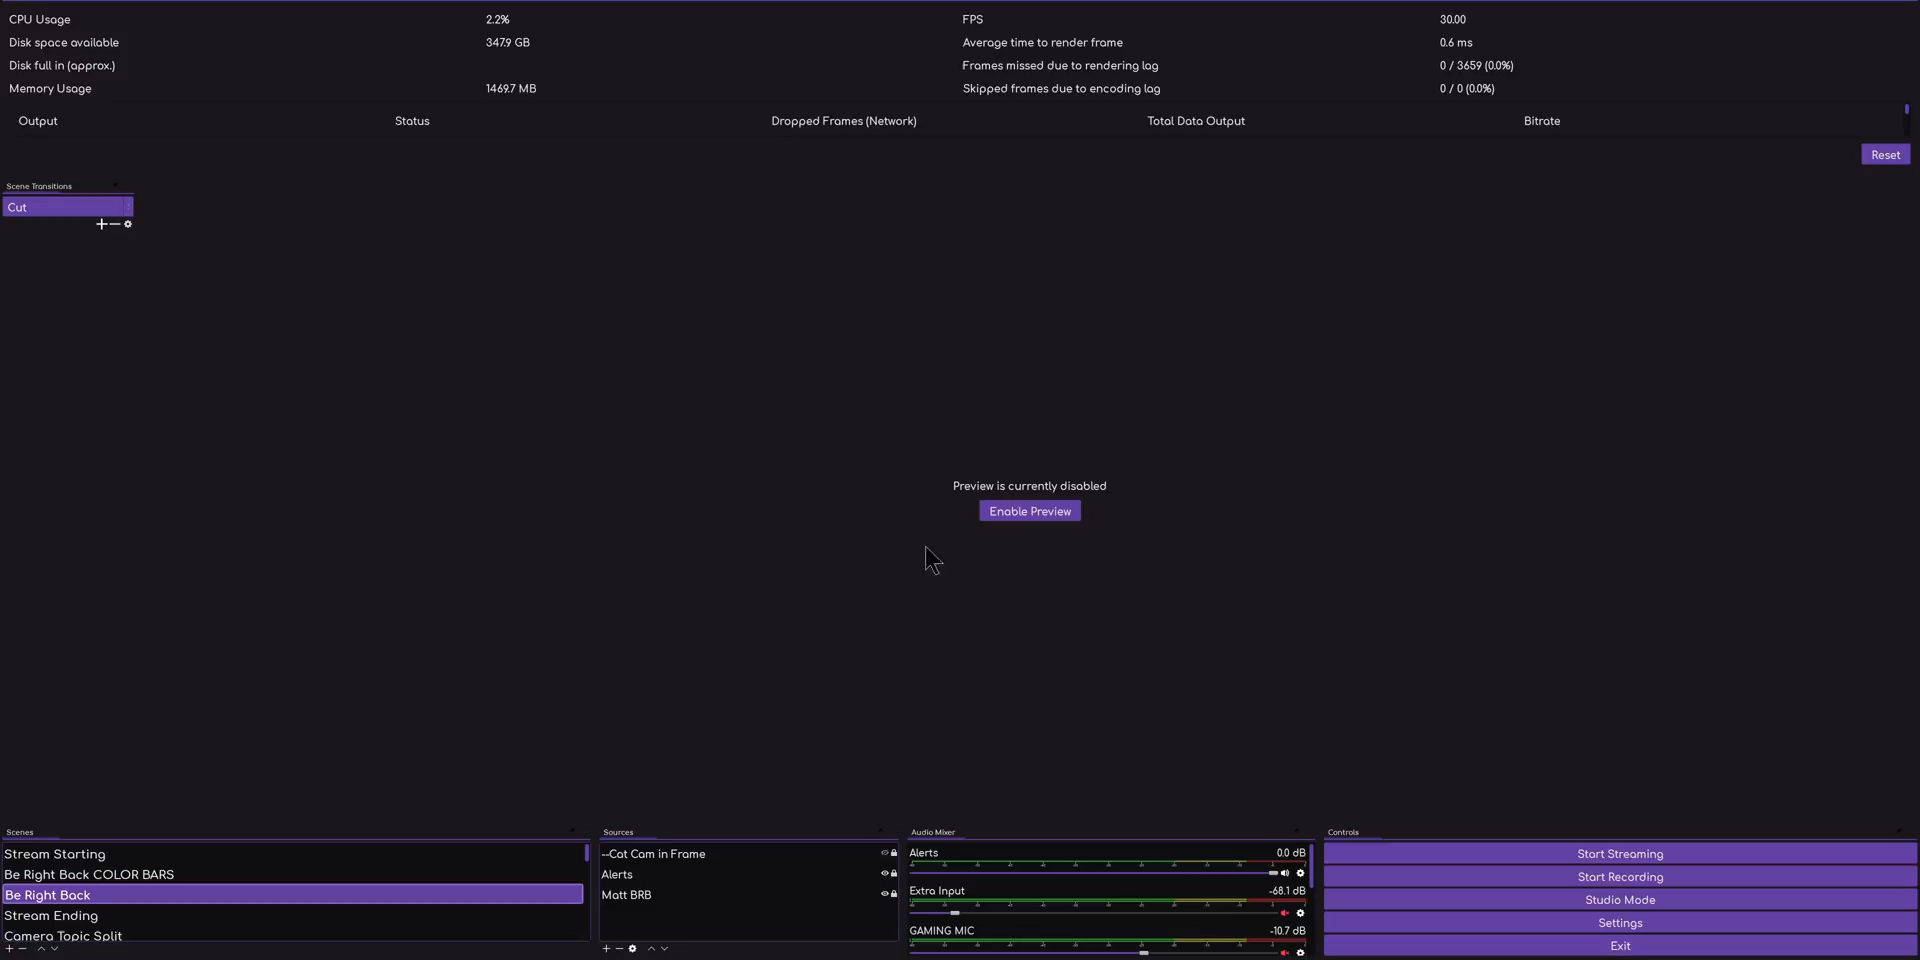 CPU Usage 2.2% FPS 30.00
Disk space available 347.9 GB Average time to render frame 0.6 ms
Disk full in (approx.) Frames missed due to rendering lag 0 / 3659 (0.0%)
Memory Usage 1469.7 MB Skipped frames due to encoding lag 0 / 0 (0.0%)
Output Status Dropped Frames (Network) Total Data Output Bitrate
Reset
Scene Transitions
Cut
Preview is currently disabled
Enable Preview
Scenes
Stream Starting
Be Right Back COLOR BARS
Be Right Back
Stream Ending
Camera Topic Split
Sources
--Cat Cam in Frame
Alerts
Matt BRB
Audio Mixer
Alerts 0.0 dB
Extra Input -68.1 dB
GAMING MIC -10.7 dB
Controls
Start Streaming
Start Recording
Studio Mode
Settings
Exit